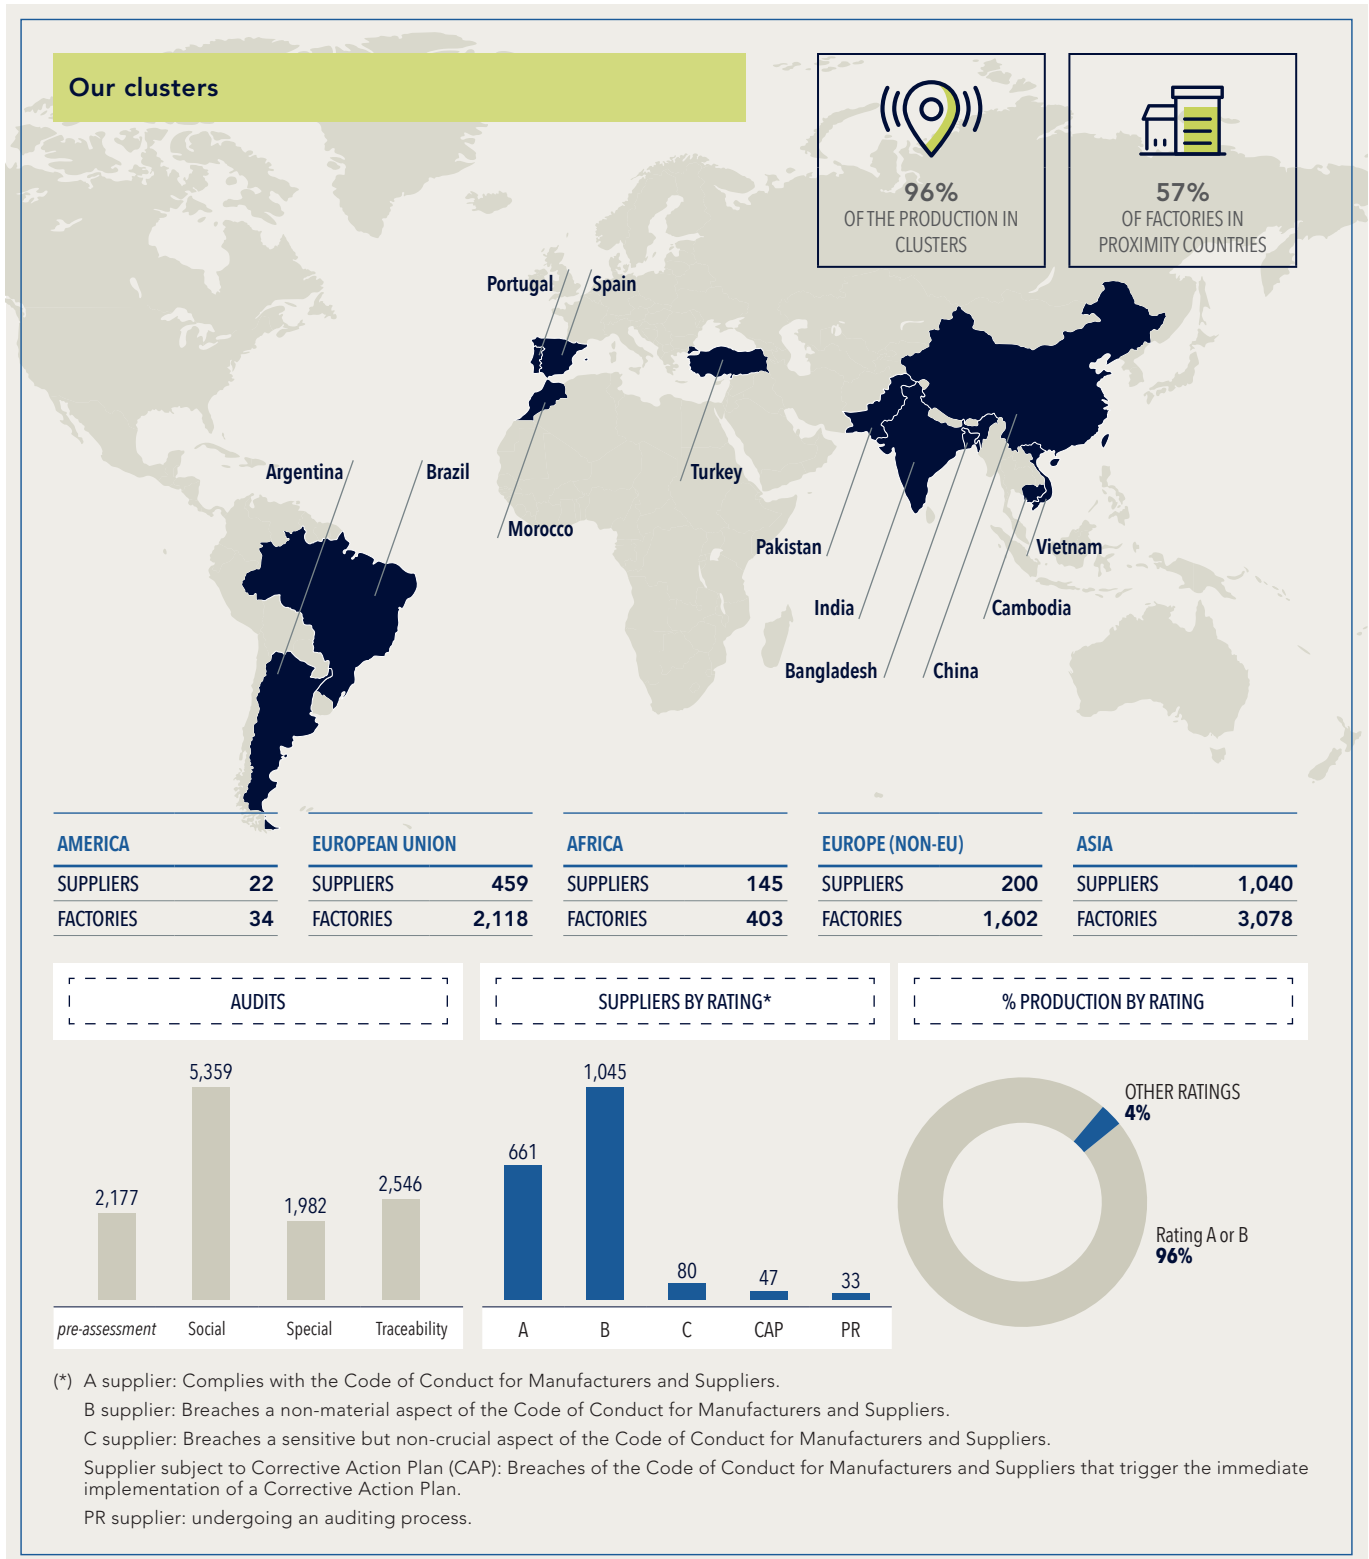 Our clusters
96%
OF THE PRODUCTION IN
CLUSTERS
57%
OF FACTORIES IN
PROXIMITY COUNTRIES
Portugal
Spain
Argentina
Brazil
Turkey
Morocco
Pakistan
Vietnam
India
Cambodia
Bangladesh
China
AMERICA
SUPPLIERS 22
FACTORIES 34
EUROPEAN UNION
SUPPLIERS 459
FACTORIES 2,118
AFRICA
SUPPLIERS 145
FACTORIES 403
EUROPE (NON-EU)
SUPPLIERS 200
FACTORIES 1,602
ASIA
SUPPLIERS 1,040
FACTORIES 3,078
AUDITS
2,177
5,359
1,982
2,546
pre-assessment Social Special Traceability
SUPPLIERS BY RATING*
661
1,045
80
47
33
A B C CAP PR
% PRODUCTION BY RATING
OTHER RATINGS
4%
Rating A or B
96%
(*) A supplier: Complies with the Code of Conduct for Manufacturers and Suppliers.
B supplier: Breaches a non-material aspect of the Code of Conduct for Manufacturers and Suppliers.
C supplier: Breaches a sensitive but non-crucial aspect of the Code of Conduct for Manufacturers and Suppliers.
Supplier subject to Corrective Action Plan (CAP): Breaches of the Code of Conduct for Manufacturers and Suppliers that trigger the immediate
implementation of a Corrective Action Plan.
PR supplier: undergoing an auditing process.